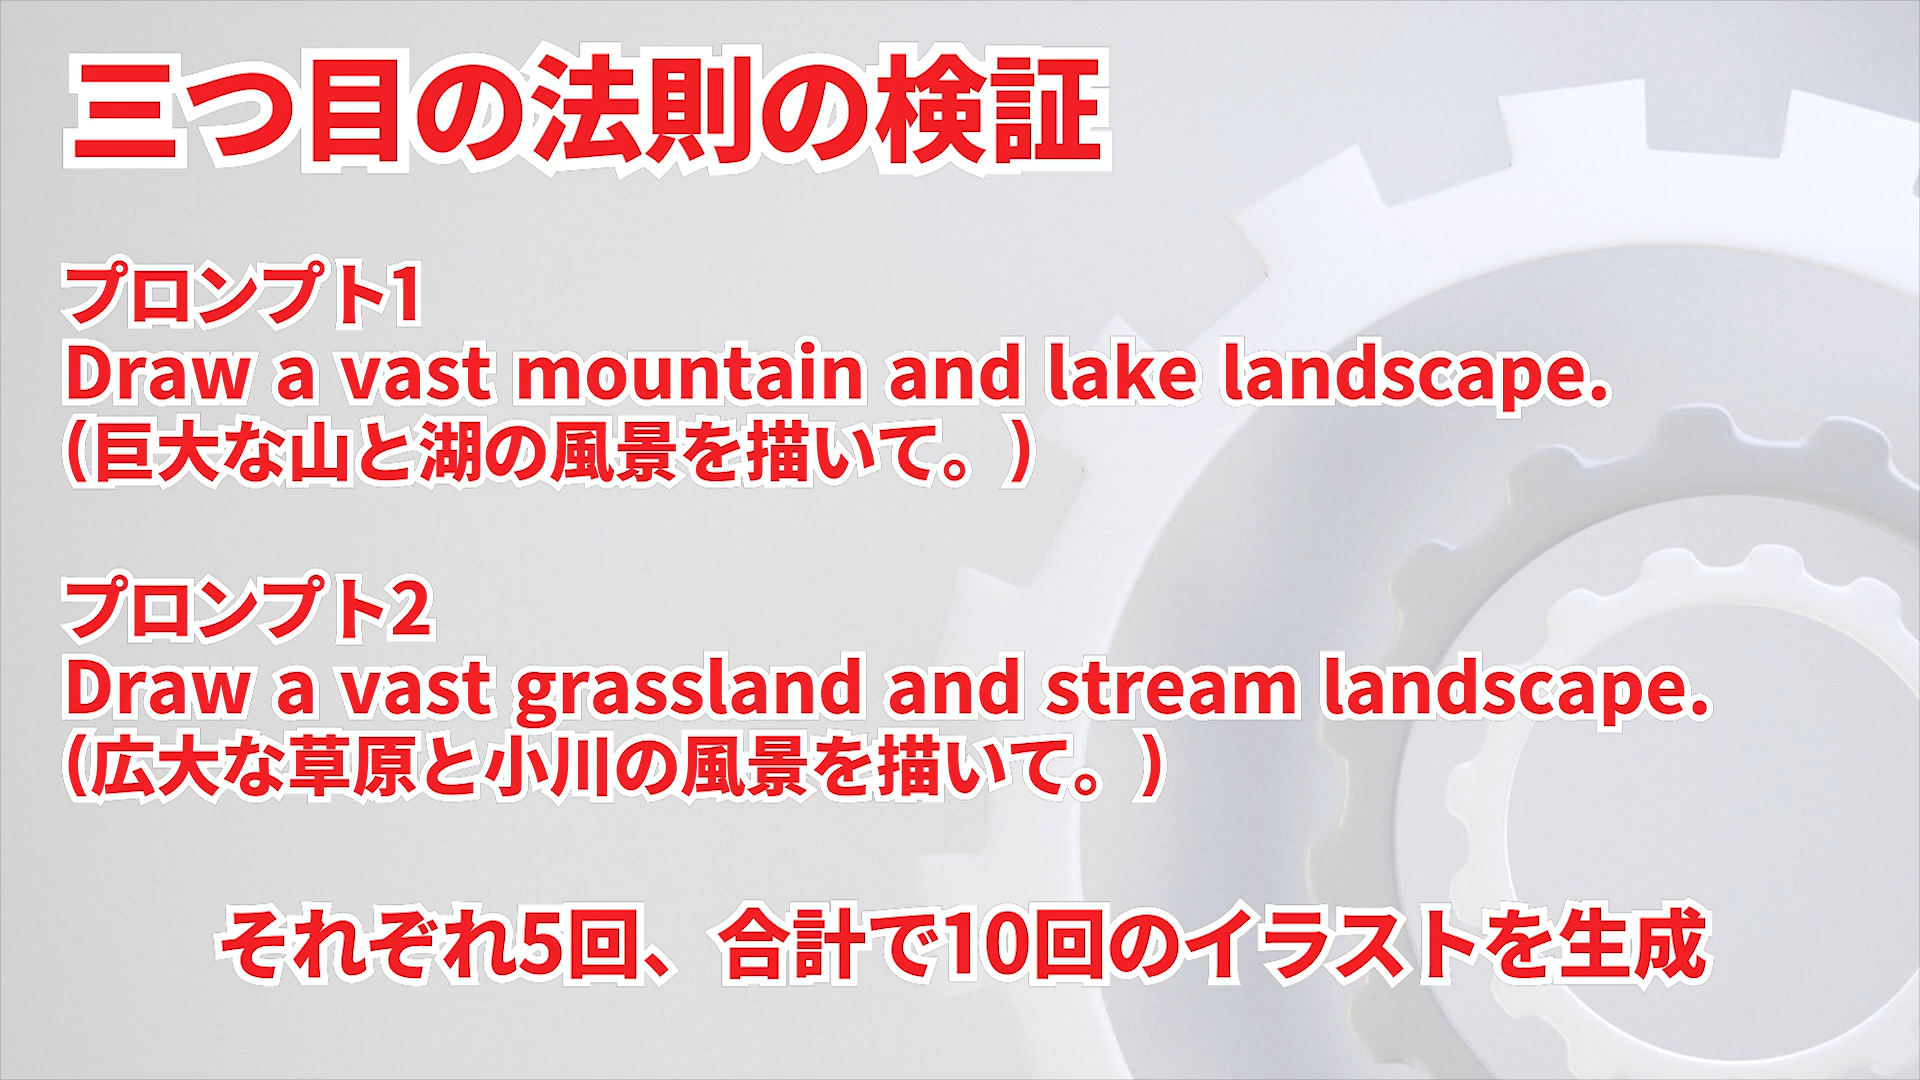 三つ目の法則の検証
プロンプト1
Draw a vast mountain and lake landscape.
（巨大な山と湖の風景を描いて。）
プロンプト2
Draw a vast grassland and stream landscape.
（広大な草原と小川の風景を描いて。）
それぞれ5回、合計で10回のイラストを生成